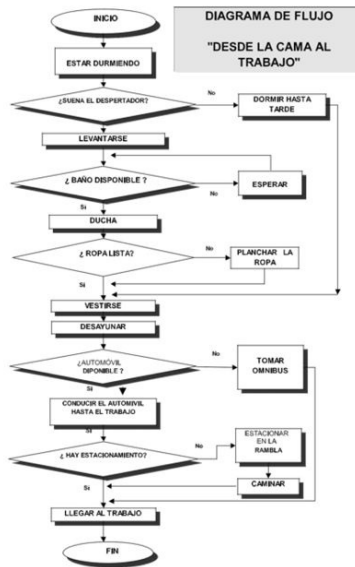 DIAGRAMA DE FLUJO
"DESDE LA CAMA AL
TRABAJO"
INICIO
ESTAR DURMIENDO
¿SUENA EL DESPERTADOR?
No
DORMIR HASTA
TARDE
LEVANTARSE
¿ BAÑO DISPONIBLE ?
No
ESPERAR
Si
DUCHA
¿ ROPA LISTA?
No
PLANCHAR LA
ROPA
Si
VESTIRSE
DESAYUNAR
¿AUTOMÓVIL
DIPONIBLE ?
No
TOMAR
OMNIBUS
Si
CONDUCIR EL AUTOMIVIL
HASTA EL TRABAJO
Si
¿ HAY ESTACIONAMIENTO?
No
ESTACIONAR
EN LA
RAMBLA
CAMINAR
Si
LLEGAR AL TRABAJO
FIN